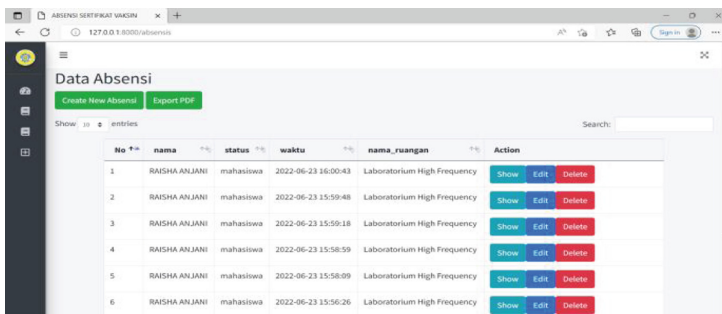 ABSENSI SERTIFIKAT VAKSIN
127.0.0.1:8000/absensis
Sign in
Data Absensi
Create New Absensi Export PDF
Show 10 entries Search:
No nama status waktu nama_ruangan Action
1 RAISHA ANJANI mahasiswa 2022-06-23 16:00:43 Laboratorium High Frequency Show Edit Delete
2 RAISHA ANJANI mahasiswa 2022-06-23 15:59:48 Laboratorium High Frequency Show Edit Delete
3 RAISHA ANJANI mahasiswa 2022-06-23 15:59:18 Laboratorium High Frequency Show Edit Delete
4 RAISHA ANJANI mahasiswa 2022-06-23 15:58:59 Laboratorium High Frequency Show Edit Delete
5 RAISHA ANJANI mahasiswa 2022-06-23 15:58:09 Laboratorium High Frequency Show Edit Delete
6 RAISHA ANJANI mahasiswa 2022-06-23 15:56:26 Laboratorium High Frequency Show Edit Delete